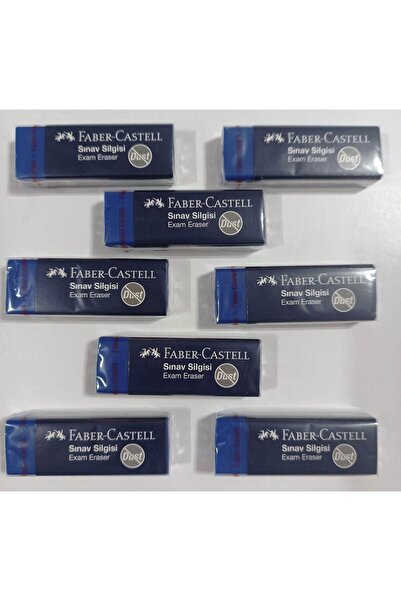 FABER-CASTELL
Sınav Silgisi
Exam Eraser
Dust
FABER-CASTELL
Sınav Silgisi
Exam Eraser
Dust
FABER-CASTELL
Sınav Silgisi
Exam Eraser
Dust
FABER-CASTELL
Sınav Silgisi
Exam Eraser
Dust
FABER-CASTELL
Sınav Silgisi
Exam Eraser
Dust
FABER-CASTELL
Sınav Silgisi
Exam Eraser
Dust
FABER-CASTELL
Sınav Silgisi
Exam Eraser
Dust
FABER-CASTELL
Sınav Silgisi
Exam Eraser
Dust